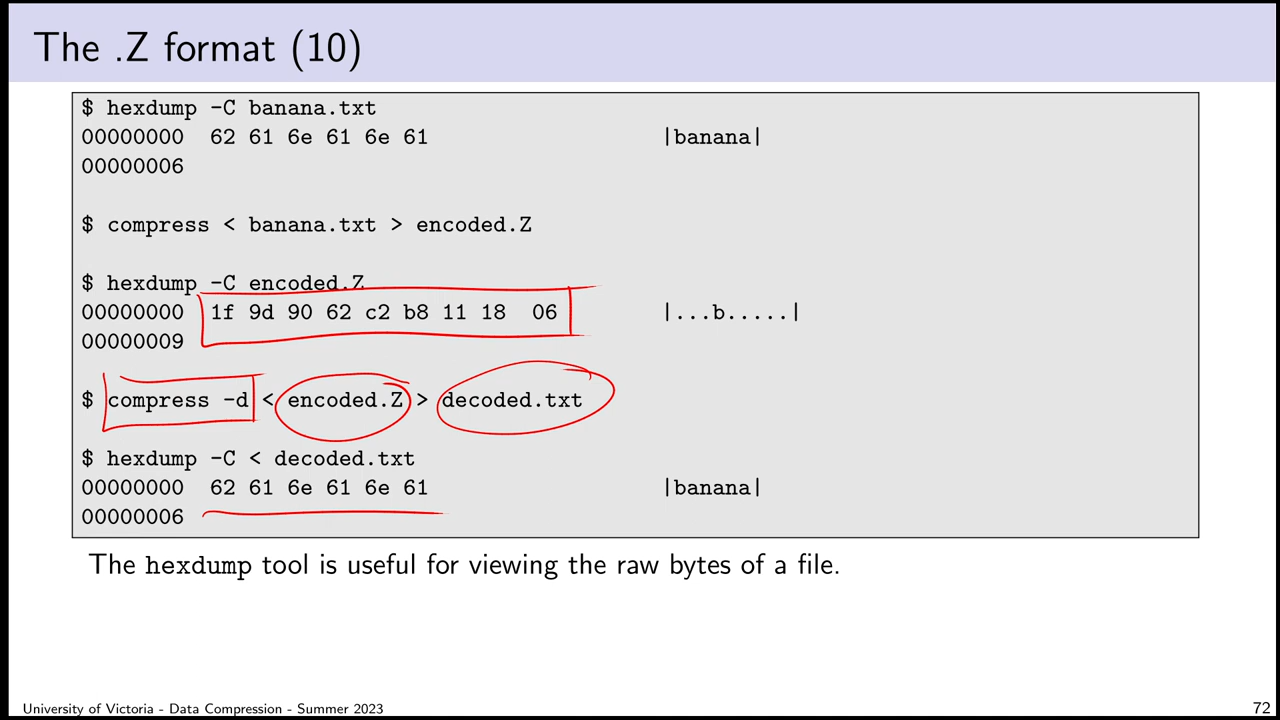 The .Z format (10)
$ hexdump -C banana.txt
00000000  62 61 6e 61 6e 61                 |banana|
00000006
$ compress < banana.txt > encoded.Z
$ hexdump -C encoded.Z
00000000  1f 9d 90 62 c2 b8 11 18  06       |...b.....|
00000009
$ compress -d < encoded.Z > decoded.txt
$ hexdump -C < decoded.txt
00000000  62 61 6e 61 6e 61                 |banana|
00000006
The hexdump tool is useful for viewing the raw bytes of a file.
University of Victoria - Data Compression - Summer 2023 72